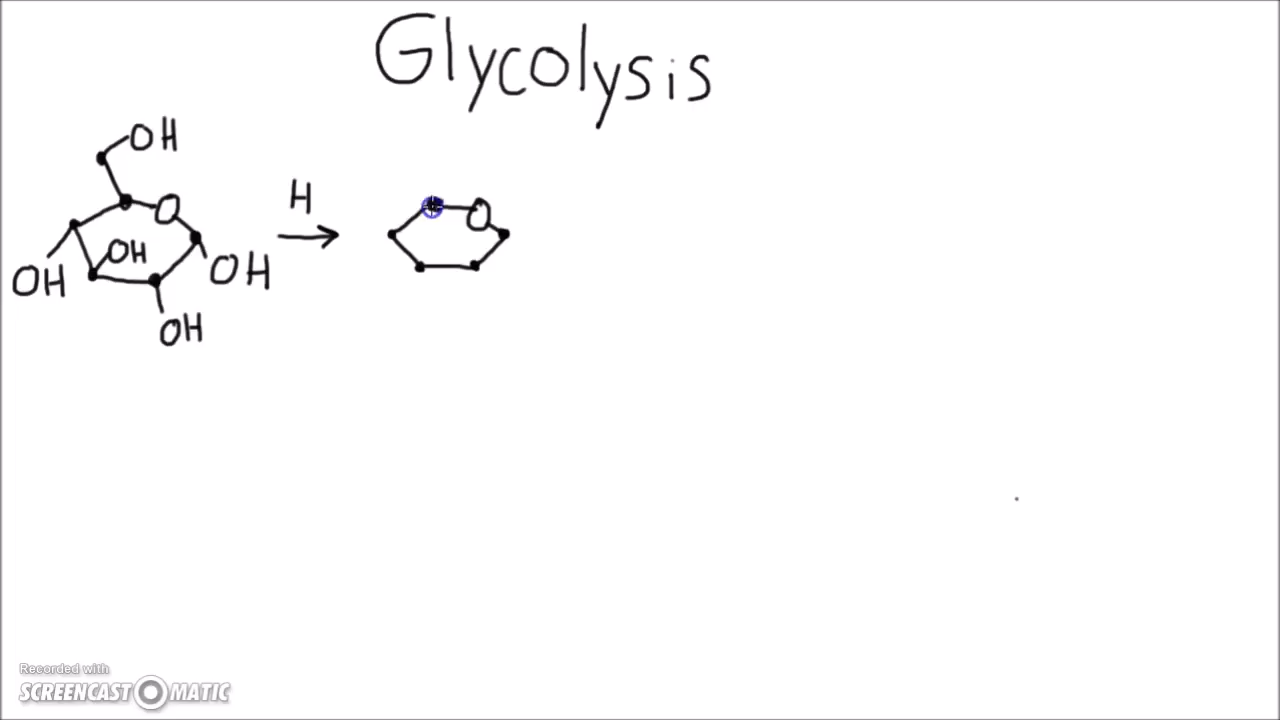 Glycolysis
OH
O
H
O
OH
OH
OH
OH
Recorded with
SCREENCAST O MATIC